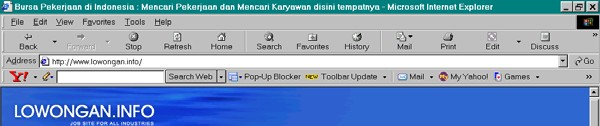 Bursa Pekerjaan di Indonesia : Mencari Pekerjaan dan Mencari Karyawan disini tempatnya - Microsoft Internet Explorer
File Edit View Favorites Tools Help
Back Forward Stop Refresh Home Search Favorites History Mail Print Edit Discuss
Address http://www.lowongan.info/ Go
Y! Search Web Pop-Up Blocker NEW Toolbar Update Mail My Yahoo! Games
LOWONGAN.INFO
JOB SITE FOR ALL INDUSTRIES